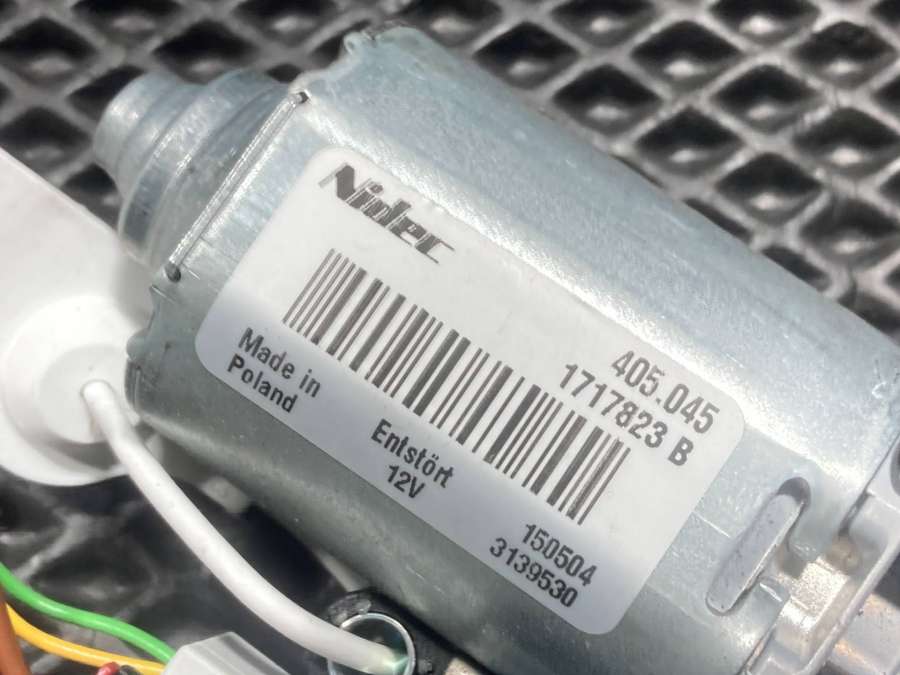 Nidec
405.045
1717823 B
Made in
Poland
Entstört
12V
150504
3139530